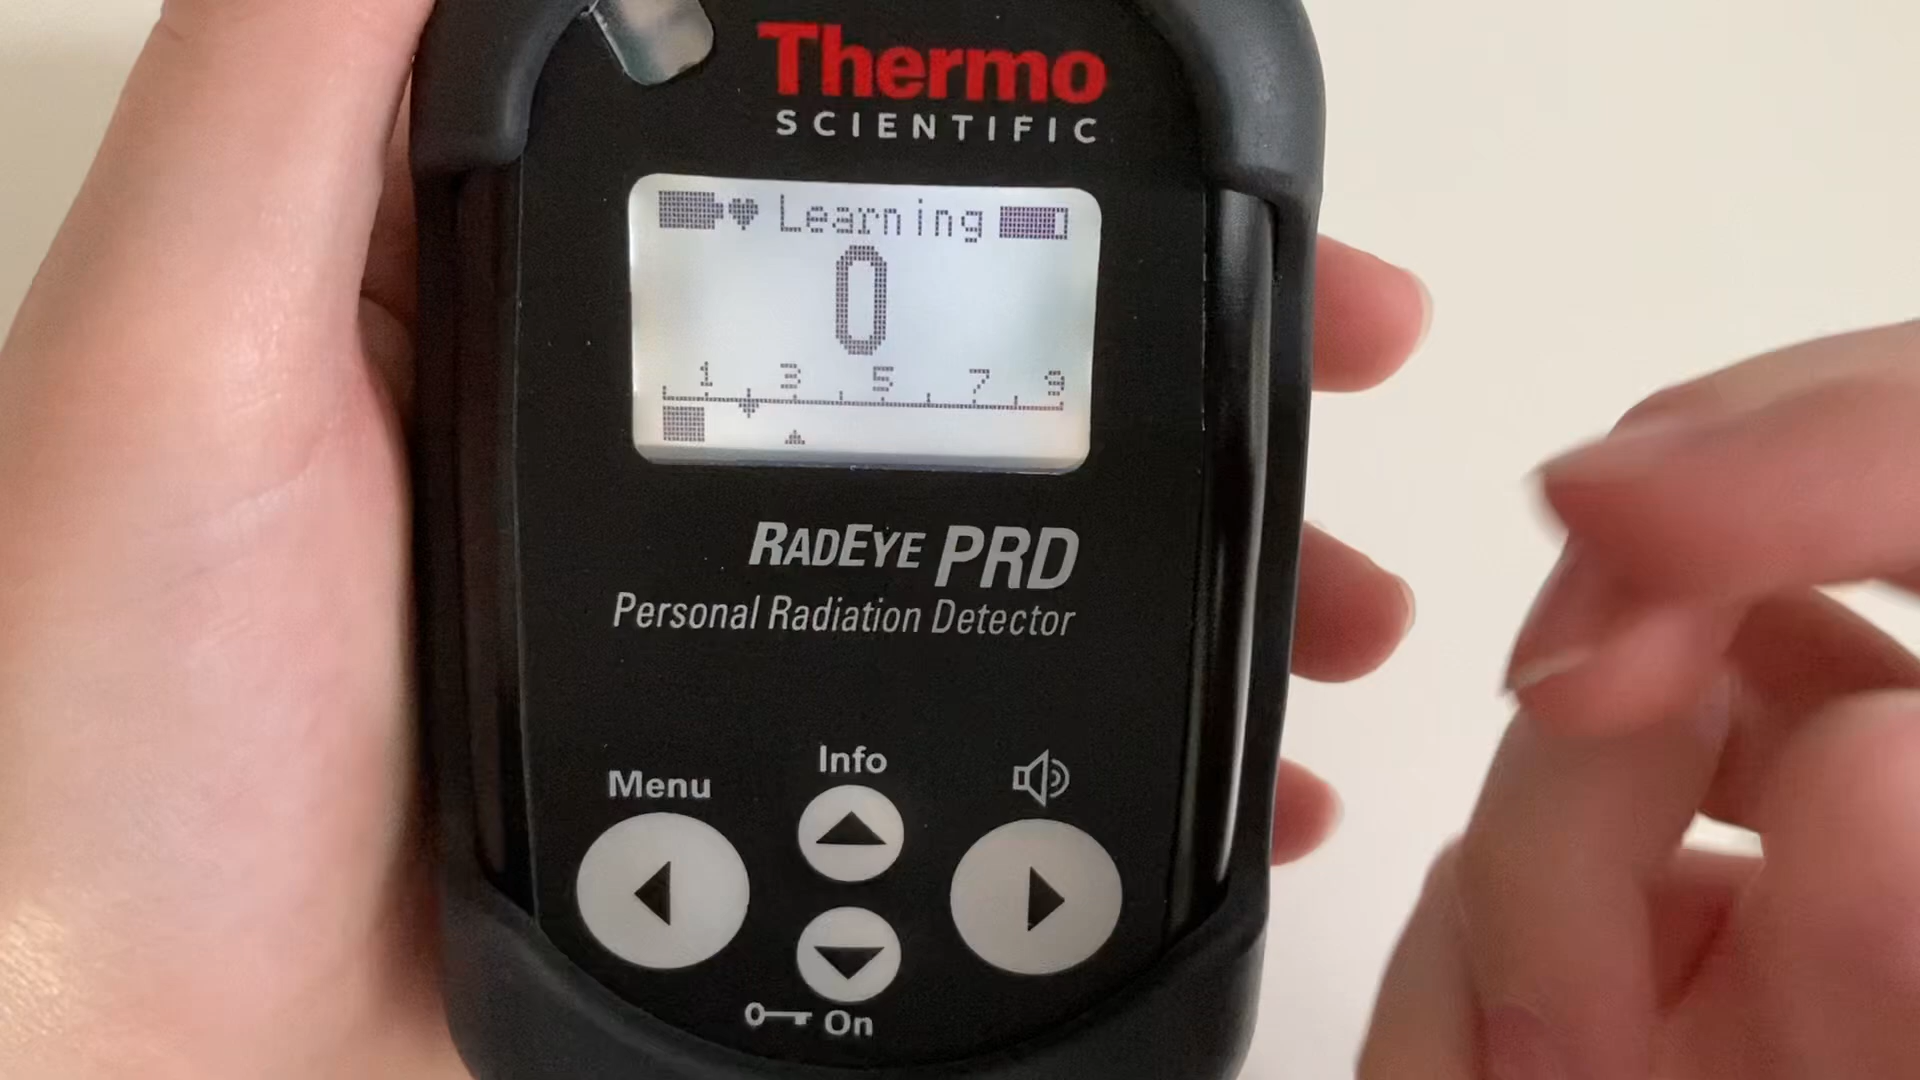 Thermo
SCIENTIFIC
Learning
0
1 3 5 7 9
RADEYE PRD
Personal Radiation Detector
Info
Menu
On